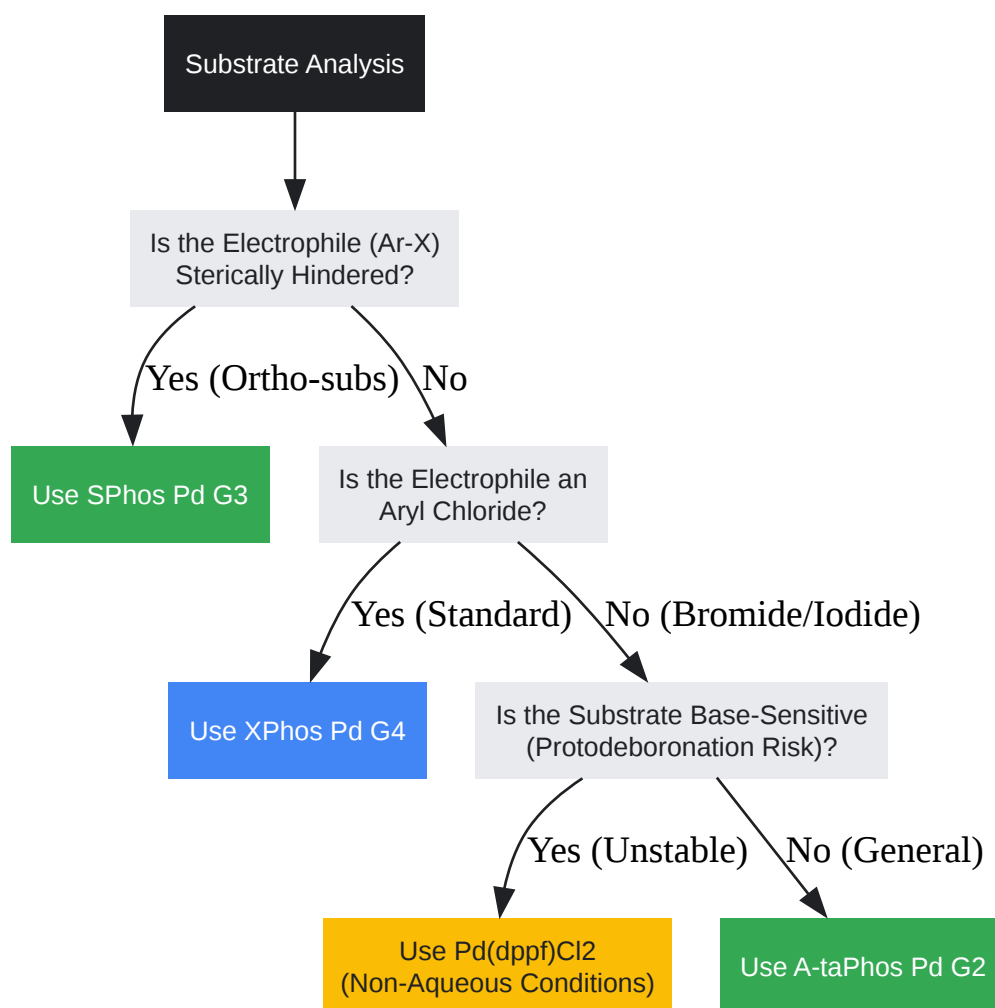 Substrate Analysis
Is the Electrophile (Ar-X)
Sterically Hindered?
Yes (Ortho-subs)
No
Use SPhos Pd G3
Is the Electrophile an
Aryl Chloride?
Yes (Standard)
No (Bromide/Iodide)
Use XPhos Pd G4
Is the Substrate Base-Sensitive
(Protodeboronation Risk)?
Yes (Unstable)
No (General)
Use Pd(dppf)Cl2
(Non-Aqueous Conditions)
Use A-taPhos Pd G2